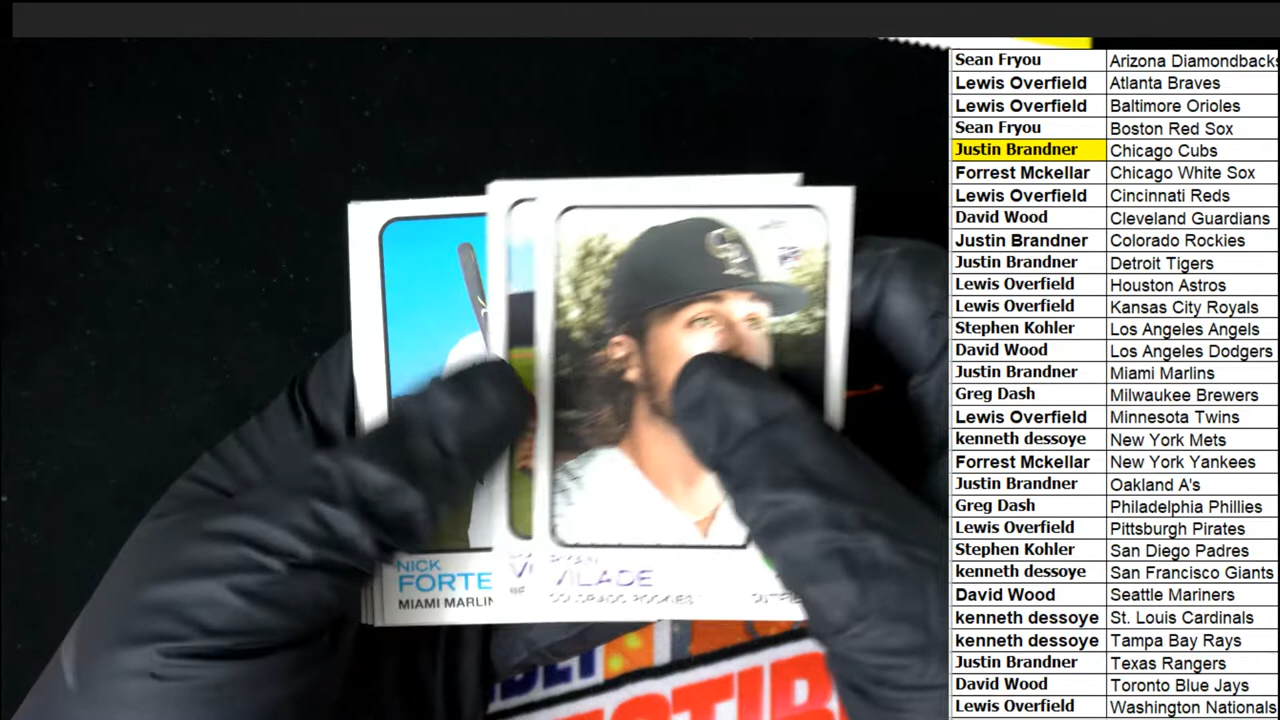 NICK
FORTE
MIAMI MARLIN
RYAN
VILADE
COLORADO ROCKIES
Sean Fryou Arizona Diamondbacks
Lewis Overfield Atlanta Braves
Lewis Overfield Baltimore Orioles
Sean Fryou Boston Red Sox
Justin Brandner Chicago Cubs
Forrest Mckellar Chicago White Sox
Lewis Overfield Cincinnati Reds
David Wood Cleveland Guardians
Justin Brandner Colorado Rockies
Justin Brandner Detroit Tigers
Lewis Overfield Houston Astros
Lewis Overfield Kansas City Royals
Stephen Kohler Los Angeles Angels
David Wood Los Angeles Dodgers
Justin Brandner Miami Marlins
Greg Dash Milwaukee Brewers
Lewis Overfield Minnesota Twins
kenneth dessoye New York Mets
Forrest Mckellar New York Yankees
Justin Brandner Oakland A's
Greg Dash Philadelphia Phillies
Lewis Overfield Pittsburgh Pirates
Stephen Kohler San Diego Padres
kenneth dessoye San Francisco Giants
David Wood Seattle Mariners
kenneth dessoye St. Louis Cardinals
kenneth dessoye Tampa Bay Rays
Justin Brandner Texas Rangers
David Wood Toronto Blue Jays
Lewis Overfield Washington Nationals